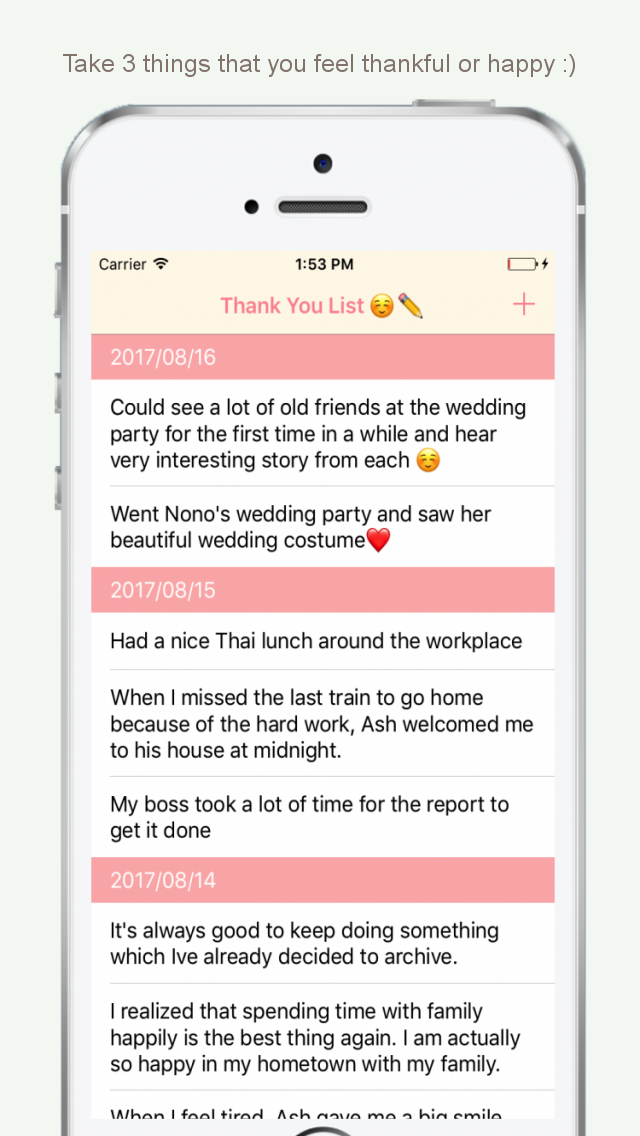 Take 3 things that you feel thankful or happy :)
Carrier 1:53 PM
Thank You List ☺️✏️ +
2017/08/16
Could see a lot of old friends at the wedding
party for the first time in a while and hear
very interesting story from each ☺️
Went Nono's wedding party and saw her
beautiful wedding costume❤️
2017/08/15
Had a nice Thai lunch around the workplace
When I missed the last train to go home
because of the hard work, Ash welcomed me
to his house at midnight.
My boss took a lot of time for the report to
get it done
2017/08/14
It's always good to keep doing something
which Ive already decided to archive.
I realized that spending time with family
happily is the best thing again. I am actually
so happy in my hometown with my family.
When I feel tired, Ash gave me a big smile